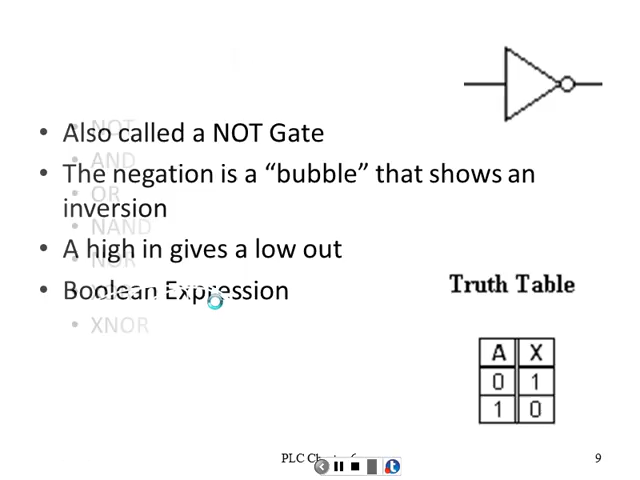 • Also called a NOT Gate
• NOT
• AND
• The negation is a “bubble” that shows an
inversion
• OR
• NAND
• A high in gives a low out
• NOR
• Boolean Expression
• XNOR
Truth Table
A X
0 1
1 0
PLC
9